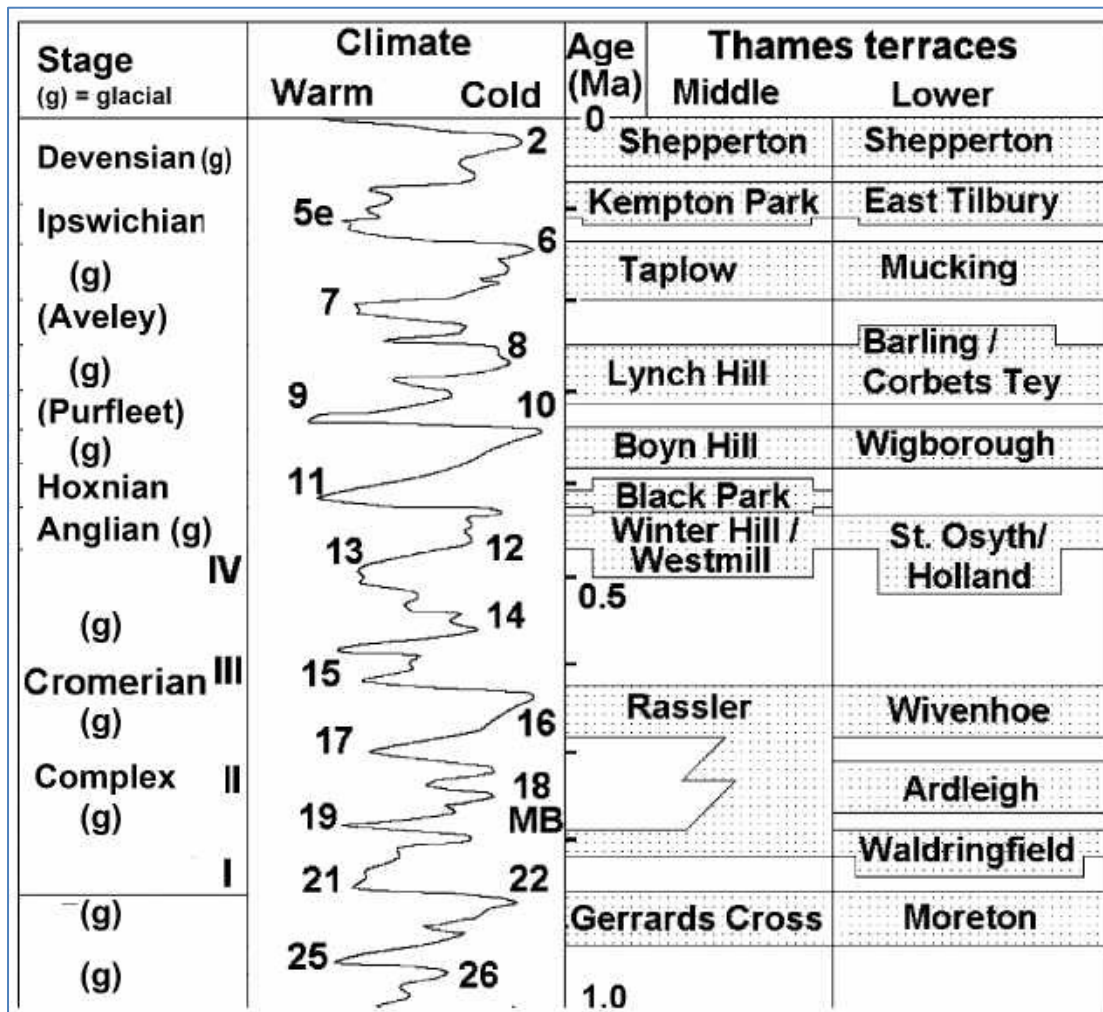 Stage
(g) = glacial
Climate
Warm Cold
Age
(Ma)
Thames terraces
Middle Lower
0
Devensian (g)
2
Shepperton Shepperton
Ipswichian
5e
Kempton Park East Tilbury
6
(g)
Taplow Mucking
(Aveley)
7
8
Barling /
Corbets Tey
(g)
Lynch Hill
9
10
(Purfleet)
(g)
Boyn Hill Wigborough
Hoxnian
11
Black Park
Anglian (g)
12
Winter Hill /
Westmill
St. Osyth/
Holland
13
IV
0.5
14
(g)
III
15
Cromerian
Rassler Wivenhoe
(g)
16
17
Complex II
18
Ardleigh
(g)
19
MB
Waldringfield
I
21
22
(g)
Gerrards Cross Moreton
25
26
(g)
1.0